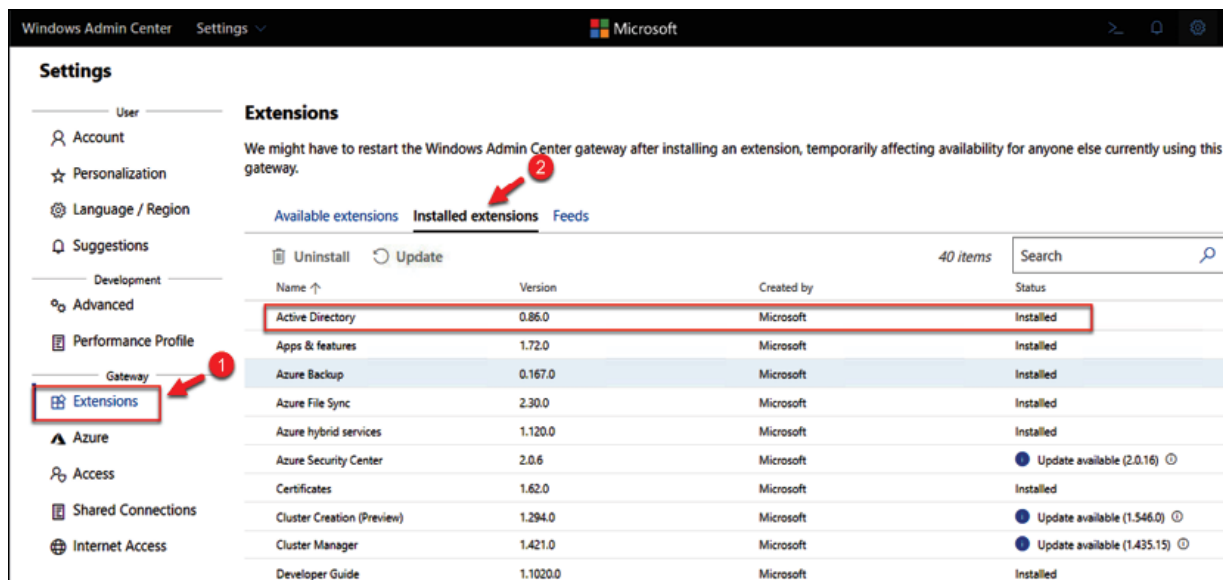 Windows Admin Center Settings Microsoft
Settings
User
Account
Personalization
Language / Region
Suggestions
Development
Advanced
Performance Profile
Gateway
1
Extensions
Azure
Access
Shared Connections
Internet Access
Extensions
We might have to restart the Windows Admin Center gateway after installing an extension, temporarily affecting availability for anyone else currently using this
gateway.
2
Available extensions Installed extensions Feeds
Uninstall Update 40 items Search
Name Version Created by Status
Active Directory 0.86.0 Microsoft Installed
Apps & features 1.72.0 Microsoft Installed
Azure Backup 0.167.0 Microsoft Installed
Azure File Sync 2.30.0 Microsoft Installed
Azure hybrid services 1.120.0 Microsoft Installed
Azure Security Center 2.0.6 Microsoft Update available (2.0.16)
Certificates 1.62.0 Microsoft Installed
Cluster Creation (Preview) 1.294.0 Microsoft Update available (1.546.0)
Cluster Manager 1.421.0 Microsoft Update available (1.435.15)
Developer Guide 1.1020.0 Microsoft Installed